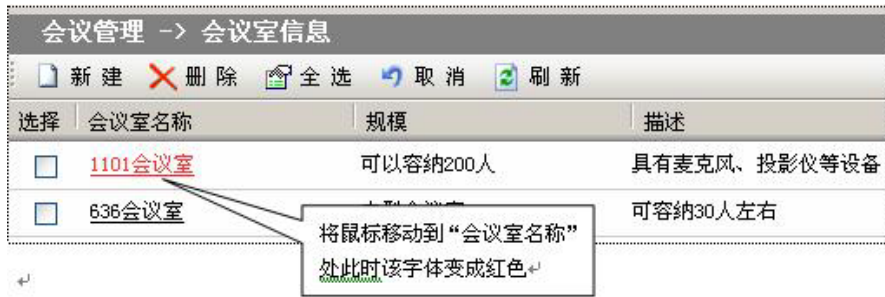 会议管理 -> 会议室信息
新建 删除 全选 取消 刷新
选择 会议室名称 规模 描述
1101会议室 可以容纳200人 具有麦克风、投影仪等设备
636会议室 可容纳30人左右
将鼠标移动到“会议室名称”
处此时该字体变成红色